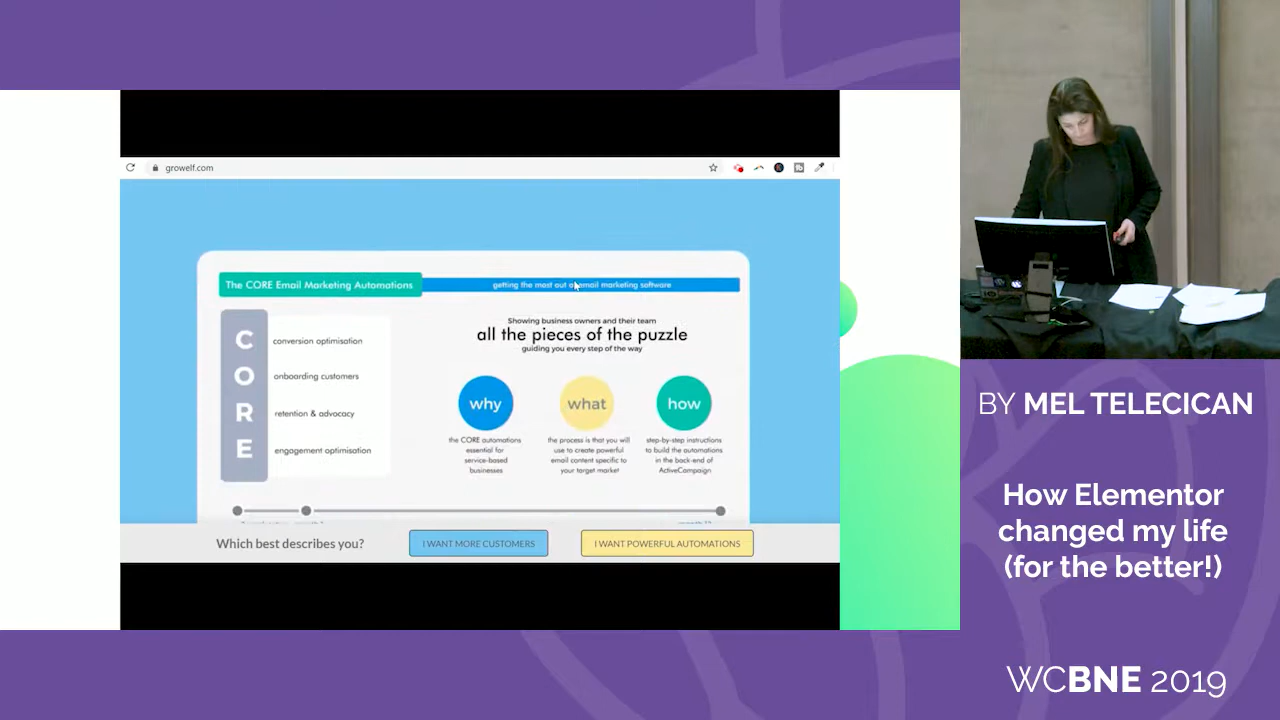 growelf.com
The CORE Email Marketing Automations
getting the most out of email marketing software
C
conversion optimisation
O
onboarding customers
R
retention & advocacy
E
engagement optimisation
Showing business owners and their team
all the pieces of the puzzle
guiding you every step of the way
why
the CORE automations
essential for
service-based
businesses
what
the process is that you will
use to create powerful
email content specific to
your target market
how
step-by-step instructions
to build the automations
in the back-end of
ActiveCampaign
Which best describes you?
I WANT MORE CUSTOMERS
I WANT POWERFUL AUTOMATIONS
BY MEL TELECICAN
How Elementor
changed my life
(for the better!)
WCBNE 2019